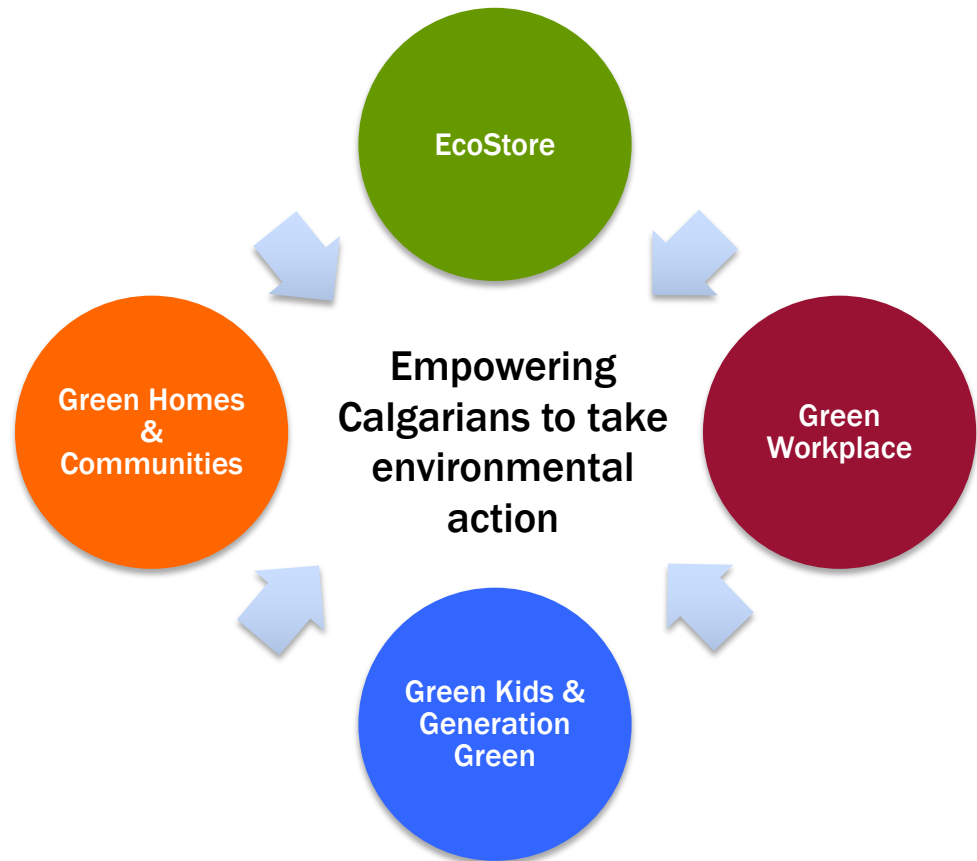 EcoStore
Green Homes
&
Communities
Empowering
Calgarians to take
environmental
action
Green
Workplace
Green Kids &
Generation
Green